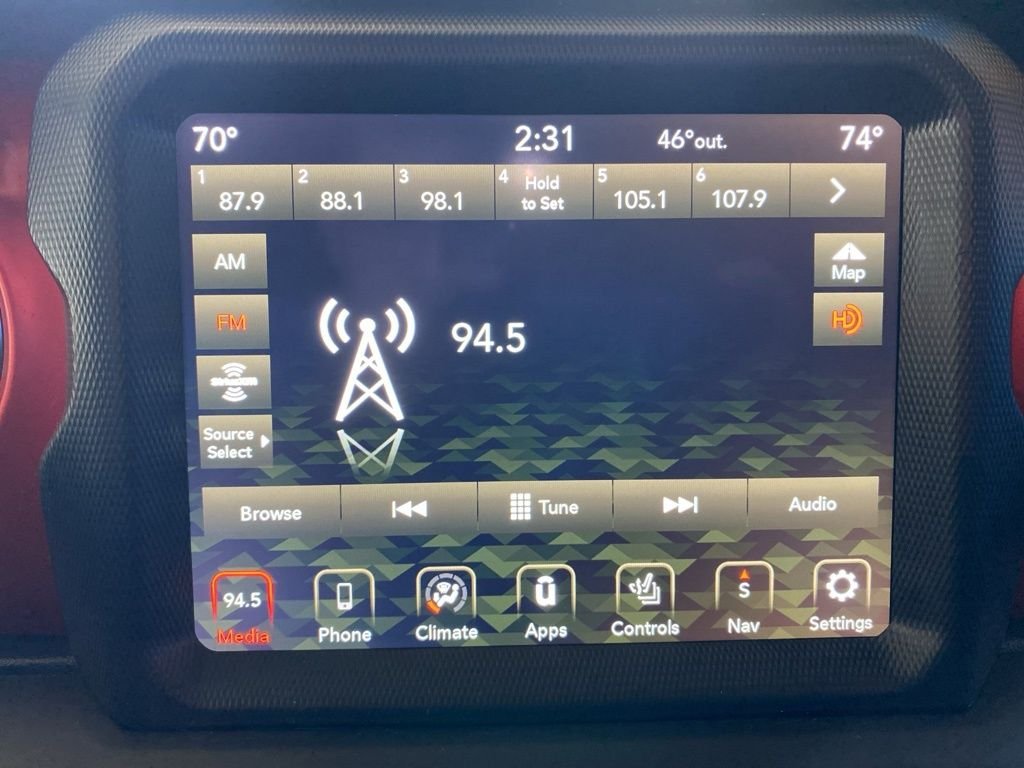 70° 2:31 46°out. 74°
1 2 3 4 Hold 5 6
87.9 88.1 98.1 to Set 105.1 107.9
AM
Map
FM
HD
94.5
SiriusXM
Source
Select
Browse Tune Audio
94.5 u S
Media Phone Climate Apps Controls Nav Settings